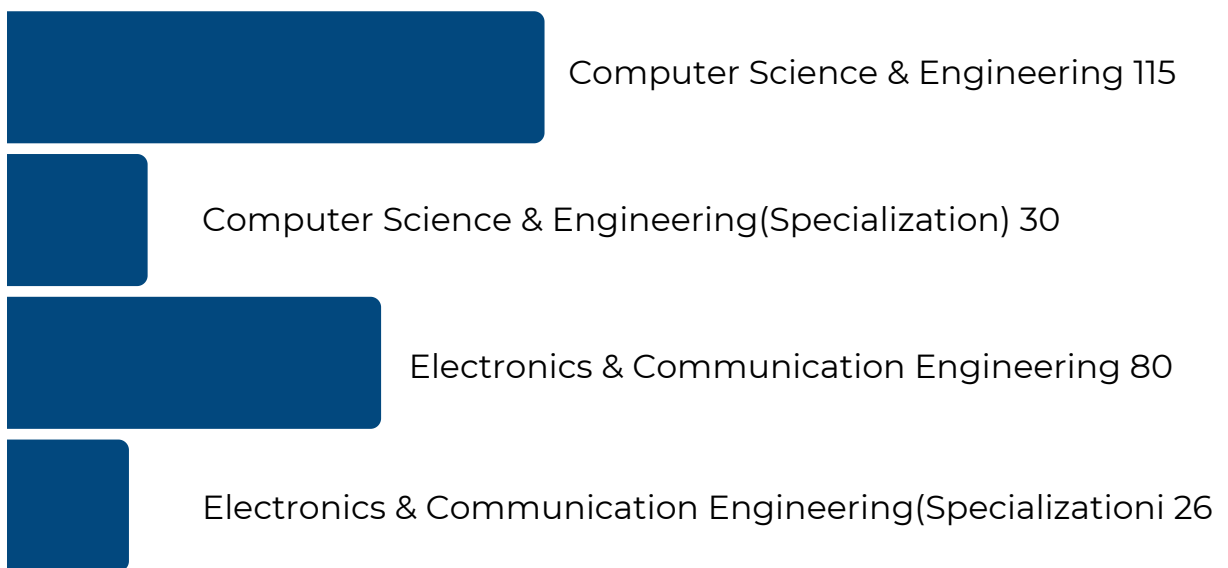 Computer Science & Engineering 115
Computer Science & Engineering(Specialization) 30
Electronics & Communication Engineering 80
Electronics & Communication Engineering(Specializationi 26